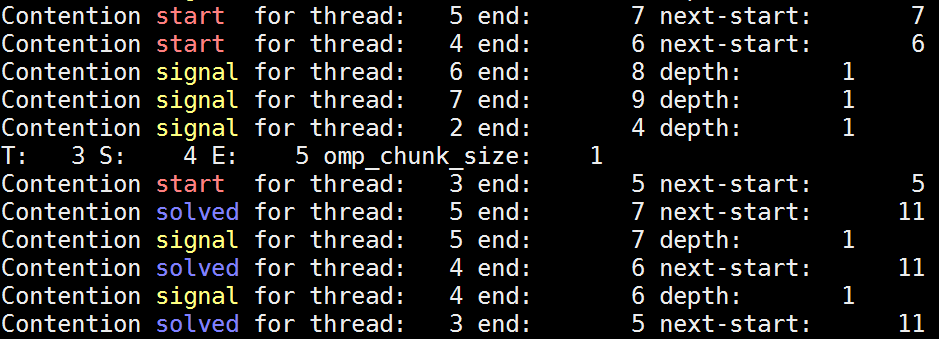 Contention start  for thread:   5 end:        7 next-start:       7
Contention start  for thread:   4 end:        6 next-start:       6
Contention signal for thread:   6 end:        8 depth:       1
Contention signal for thread:   7 end:        9 depth:       1
Contention signal for thread:   2 end:        4 depth:       1
T:   3 S:    4 E:    5 omp_chunk_size:    1
Contention start  for thread:   3 end:        5 next-start:       5
Contention solved for thread:   5 end:        7 next-start:      11
Contention signal for thread:   5 end:        7 depth:       1
Contention solved for thread:   4 end:        6 next-start:      11
Contention signal for thread:   4 end:        6 depth:       1
Contention solved for thread:   3 end:        5 next-start:      11